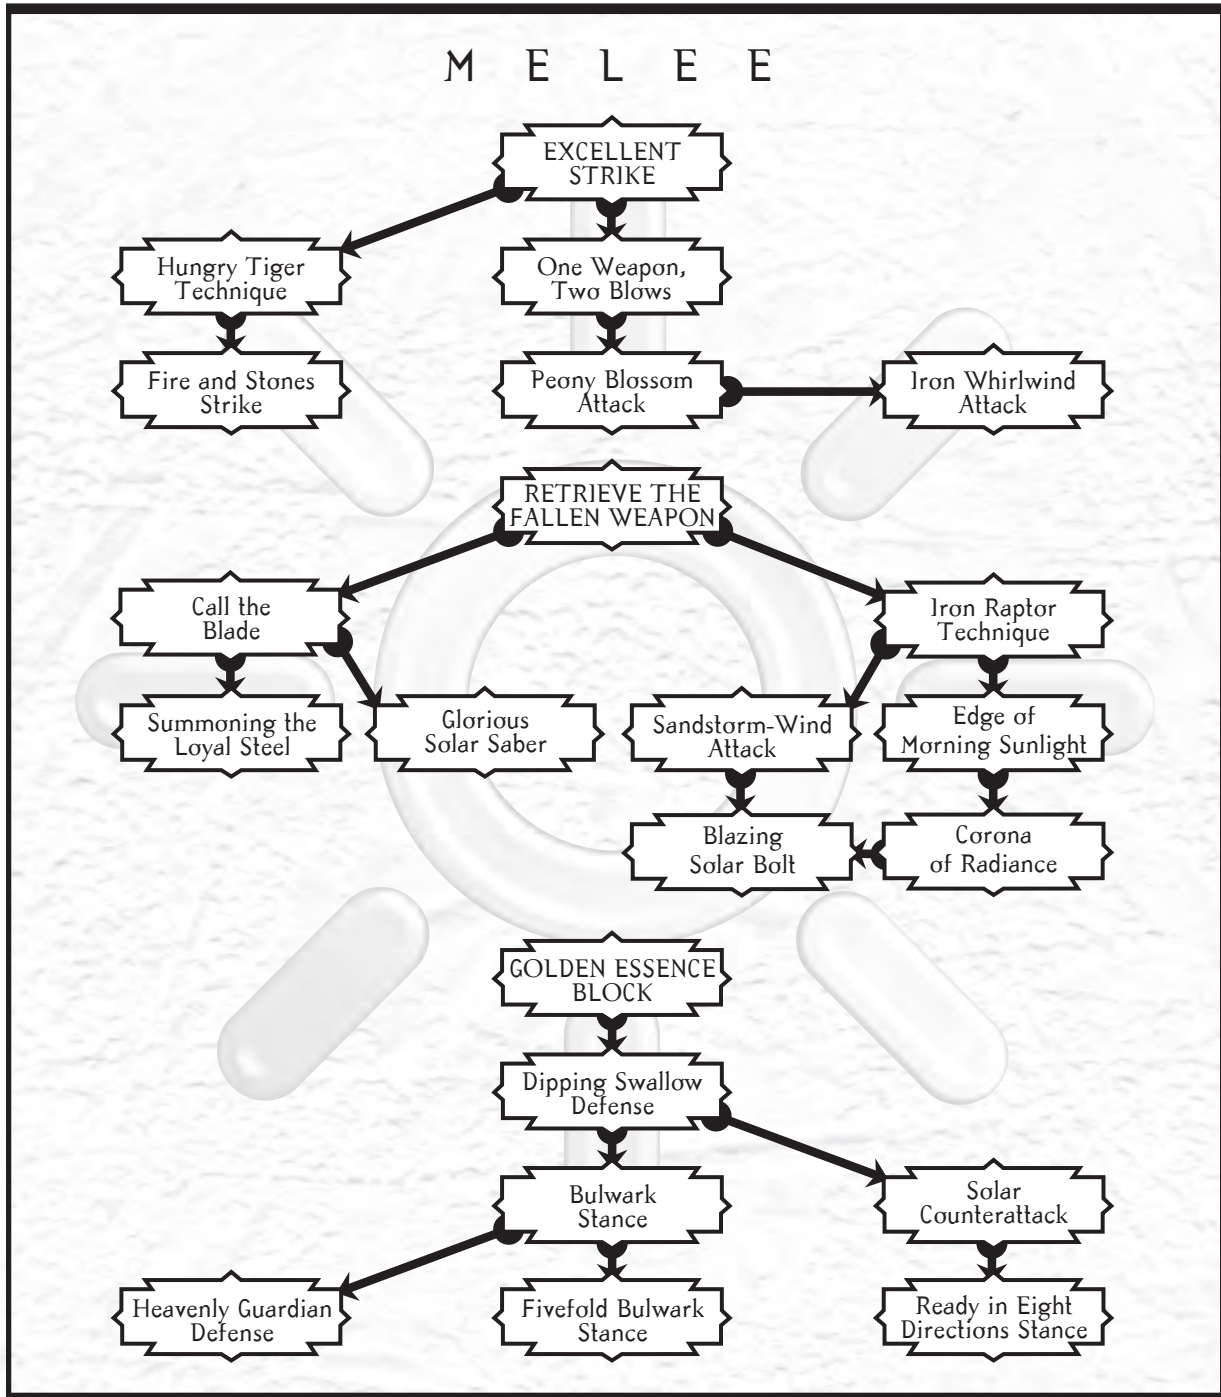 MELEE
EXCELLENT
STRIKE
Hungry Tiger
Technique
One Weapon,
Two Blows
Fire and Stones
Strike
Peony Blossom
Attack
Iron Whirlwind
Attack
RETRIEVE THE
FALLEN WEAPON
Call the
Blade
Iron Raptor
Technique
Summoning the
Loyal Steel
Glorious
Solar Saber
Sandstorm-Wind
Attack
Edge of
Morning Sunlight
Blazing
Solar Bolt
Corona
of Radiance
GOLDEN ESSENCE
BLOCK
Dipping Swallow
Defense
Bulwark
Stance
Solar
Counterattack
Heavenly Guardian
Defense
Fivefold Bulwark
Stance
Ready in Eight
Directions Stance